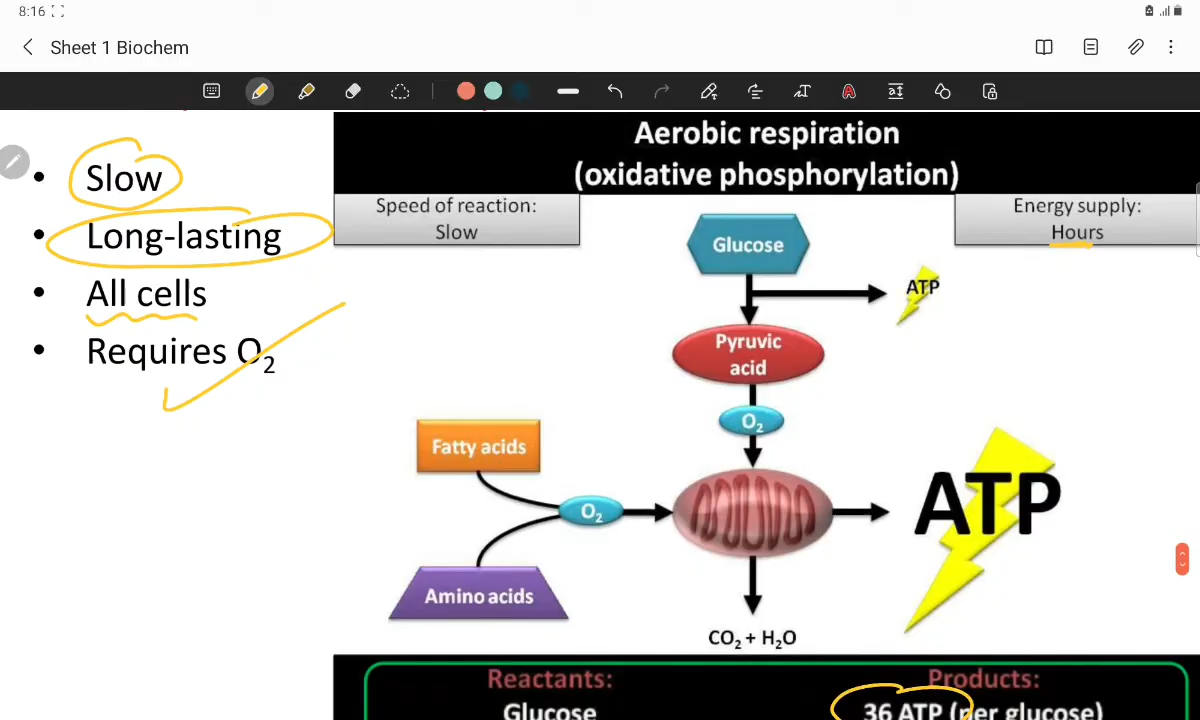 8:16
Sheet 1 Biochem
• Slow
• Long-lasting
• All cells
• Requires O₂
Aerobic respiration
(oxidative phosphorylation)
Speed of reaction:
Slow
Energy supply:
Hours
Glucose
ATP
Pyruvic
acid
O₂
Fatty acids
O₂
ATP
Amino acids
CO₂ + H₂O
Reactants:
Glucose
Products:
36 ATP (per glucose)